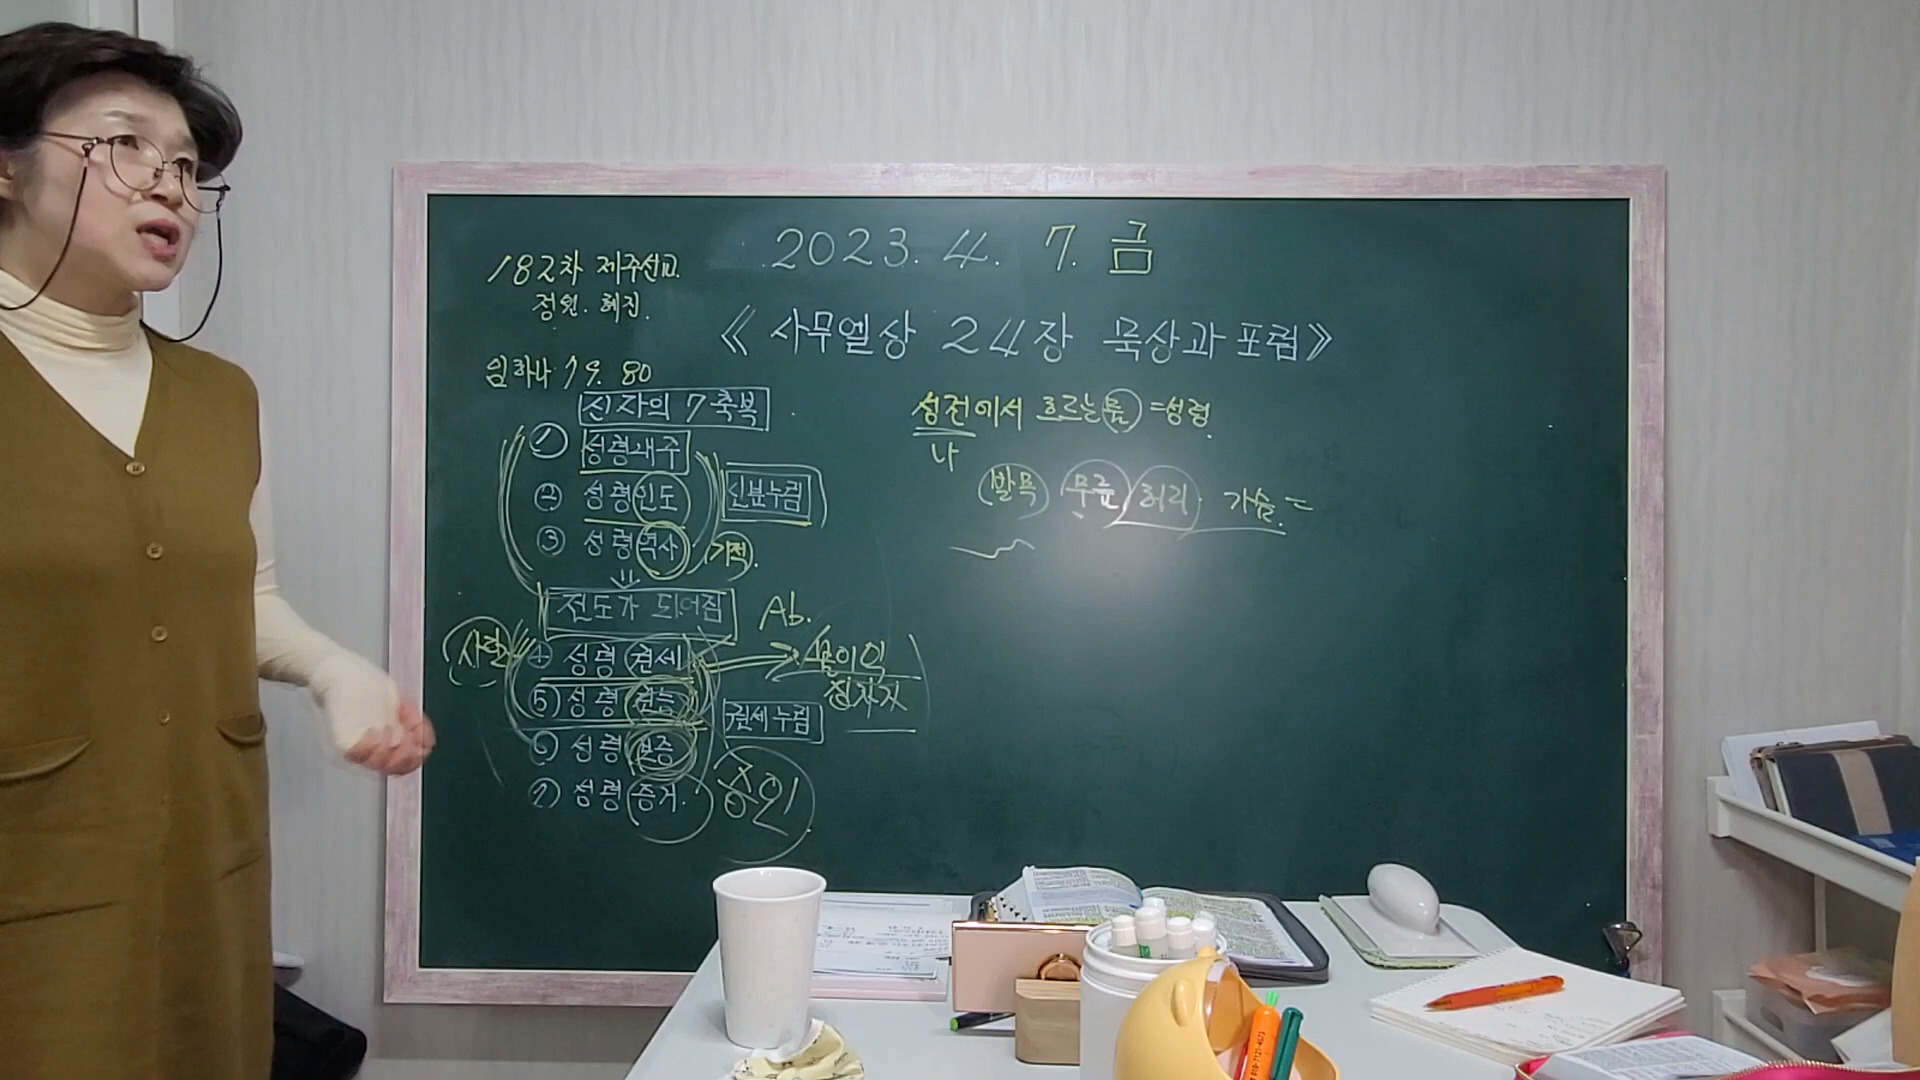 2023. 4. 7. 금
182차 제주선교
정원. 혜진.
《사무엘상 24장 묵상과 포럼》
임하나 79. 80
신자의 7축복
① 성령내주
② 성령인도
신분누림
③ 성령역사
기적.
전도가 되어짐
Ab.
④ 성령 권세
⑤ 성령 권능
권세누림
⑥ 성령 보증
⑦ 성령 증거.
증인
성전에서 흐르는 물 = 성령.
나
발목 무릎 허리. 가슴. =